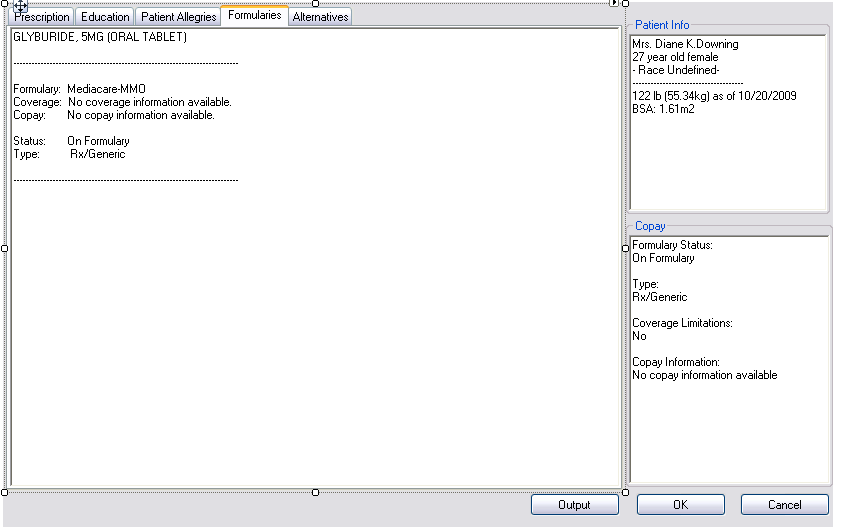 Prescription Education Patient Allegries Formularies Alternatives
GLYBURIDE, 5MG (ORAL TABLET)
--------------------------------------------------------------------------
Formulary: Mediacare-MMO
Coverage: No coverage information available.
Copay: No copay information available.
Status: On Formulary
Type: Rx/Generic
--------------------------------------------------------------------------
Patient Info
Mrs. Diane K.Downing
27 year old female
- Race Undefined-
-------------------------------------
122 lb (55.34kg) as of 10/20/2009
BSA: 1.61m2
Copay
Formulary Status:
On Formulary
Type:
Rx/Generic
Coverage Limitations:
No
Copay Information:
No copay information available
Output OK Cancel